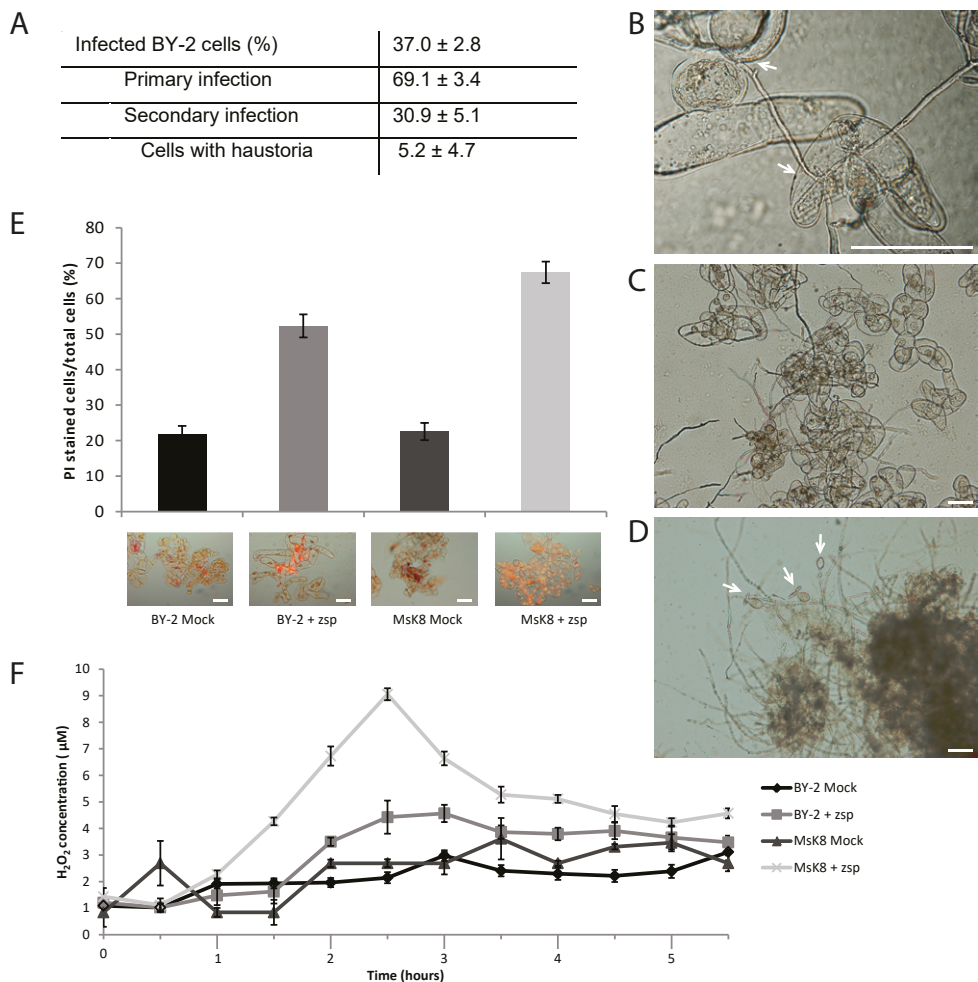 A
Infected BY-2 cells (%) 37.0 ± 2.8
Primary infection 69.1 ± 3.4
Secondary infection 30.9 ± 5.1
Cells with haustoria 5.2 ± 4.7
B
C
D
E
PI stained cells/total cells (%)
80
70
60
50
40
30
20
10
0
BY-2 Mock BY-2 + zsp MsK8 Mock MsK8 + zsp
F
H₂O₂ concentration ( µM)
10
9
8
7
6
5
4
3
2
1
0
0 1 2 3 4 5
Time (hours)
BY-2 Mock
BY-2 + zsp
MsK8 Mock
MsK8 + zsp